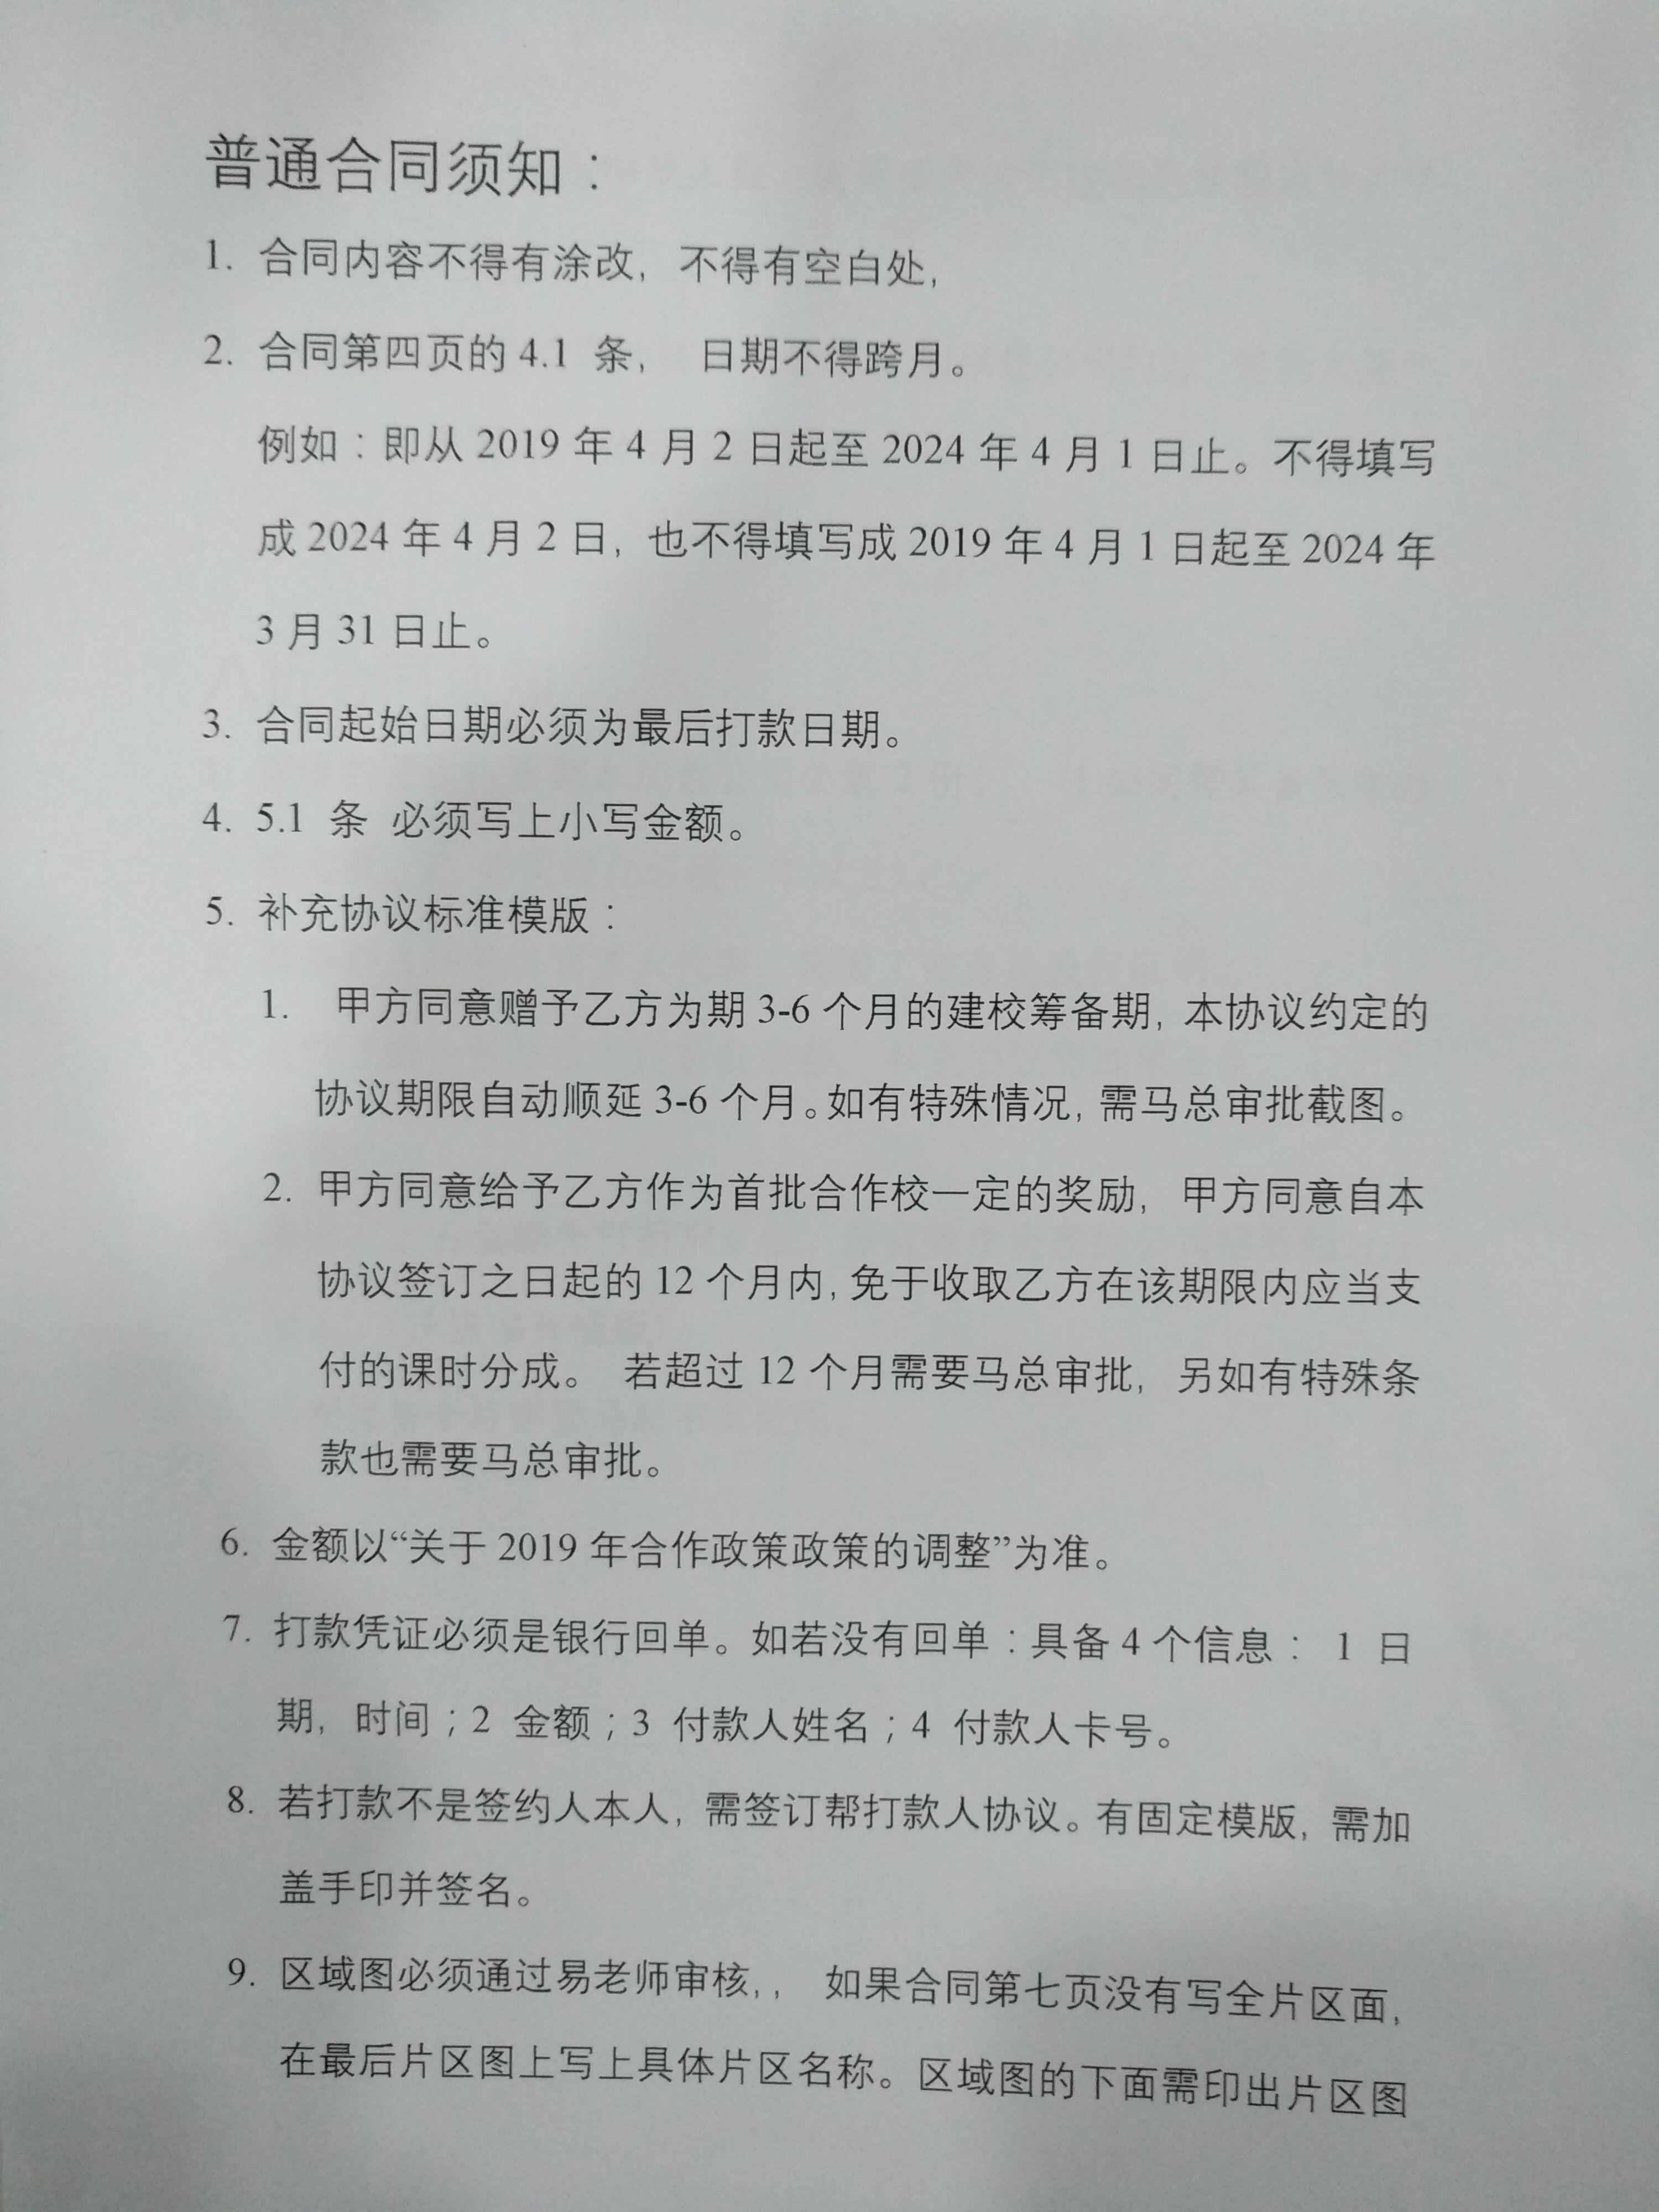 普通合同须知：
1. 合同内容不得有涂改，不得有空白处，
2. 合同第四页的 4.1 条， 日期不得跨月。
例如：即从 2019 年 4 月 2 日起至 2024 年 4 月 1 日止。不得填写
成 2024 年 4 月 2 日，也不得填写成 2019 年 4 月 1 日起至 2024 年
3 月 31 日止。
3. 合同起始日期必须为最后打款日期。
4. 5.1 条 必须写上小写金额。
5. 补充协议标准模版：
1. 甲方同意赠予乙方为期 3-6 个月的建校筹备期，本协议约定的
协议期限自动顺延 3-6 个月。如有特殊情况，需马总审批截图。
2. 甲方同意给予乙方作为首批合作校一定的奖励，甲方同意自本
协议签订之日起的 12 个月内，免于收取乙方在该期限内应当支
付的课时分成。 若超过 12 个月需要马总审批，另如有特殊条
款也需要马总审批。
6. 金额以“关于 2019 年合作政策政策的调整”为准。
7. 打款凭证必须是银行回单。如若没有回单：具备 4 个信息： 1 日
期，时间；2 金额；3 付款人姓名；4 付款人卡号。
8. 若打款不是签约人本人，需签订帮打款人协议。有固定模版，需加
盖手印并签名。
9. 区域图必须通过易老师审核，， 如果合同第七页没有写全片区面，
在最后片区图上写上具体片区名称。区域图的下面需印出片区图